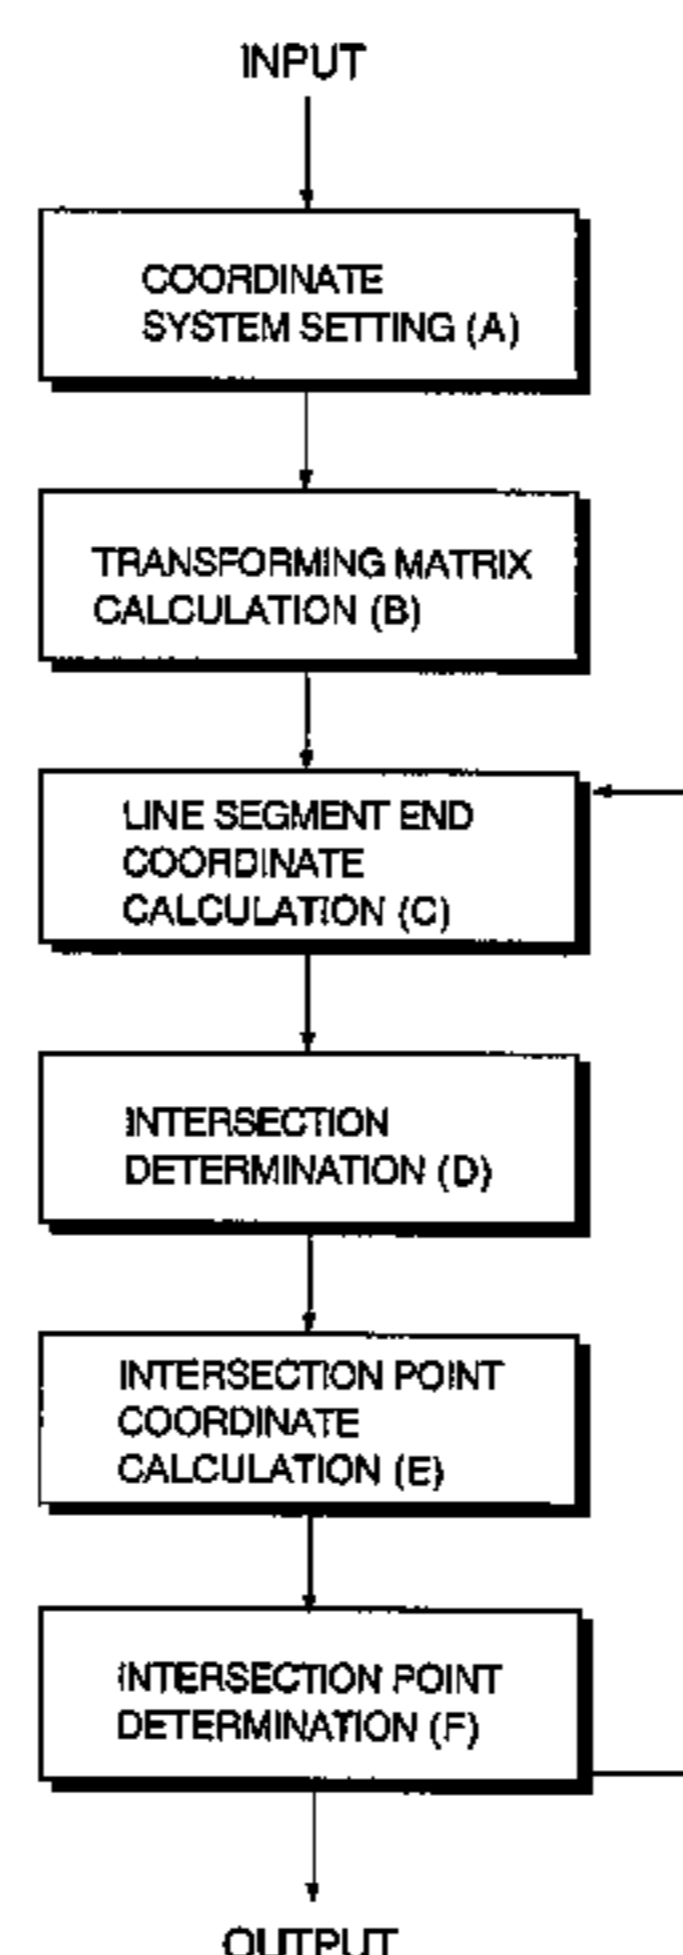 INPUT
COORDINATE
SYSTEM SETTING (A)
TRANSFORMING MATRIX
CALCULATION (B)
LINE SEGMENT END
COORDINATE
CALCULATION (C)
INTERSECTION
DETERMINATION (D)
INTERSECTION POINT
COORDINATE
CALCULATION (E)
INTERSECTION POINT
DETERMINATION (F)
OUTPUT